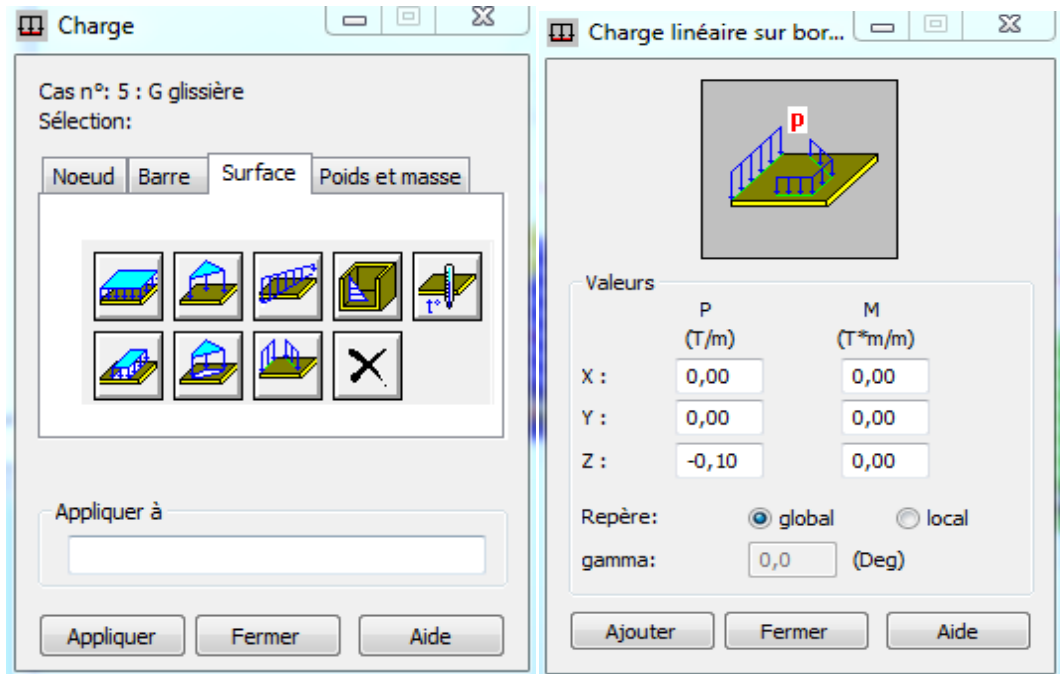 Charge
Cas n°: 5 : G glissière
Sélection:
Noeud Barre Surface Poids et masse
t°
Appliquer à
Appliquer Fermer Aide
Charge linéaire sur bor...
p
Valeurs
P M
(T/m) (T*m/m)
X : 0,00 0,00
Y : 0,00 0,00
Z : -0,10 0,00
Repère: global local
gamma: 0,0 (Deg)
Ajouter Fermer Aide